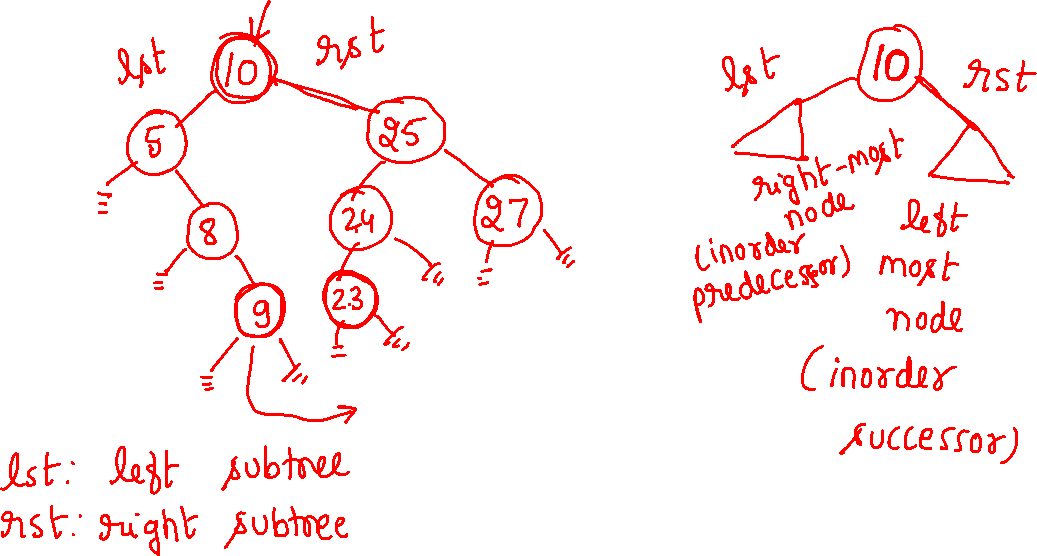 lst
10
rst
5
25
8
24
27
9
23
lst: left subtree
rst: right subtree
10
lst
rst
right-most
node
(inorder
predecessor)
left
most
node
(inorder
successor)